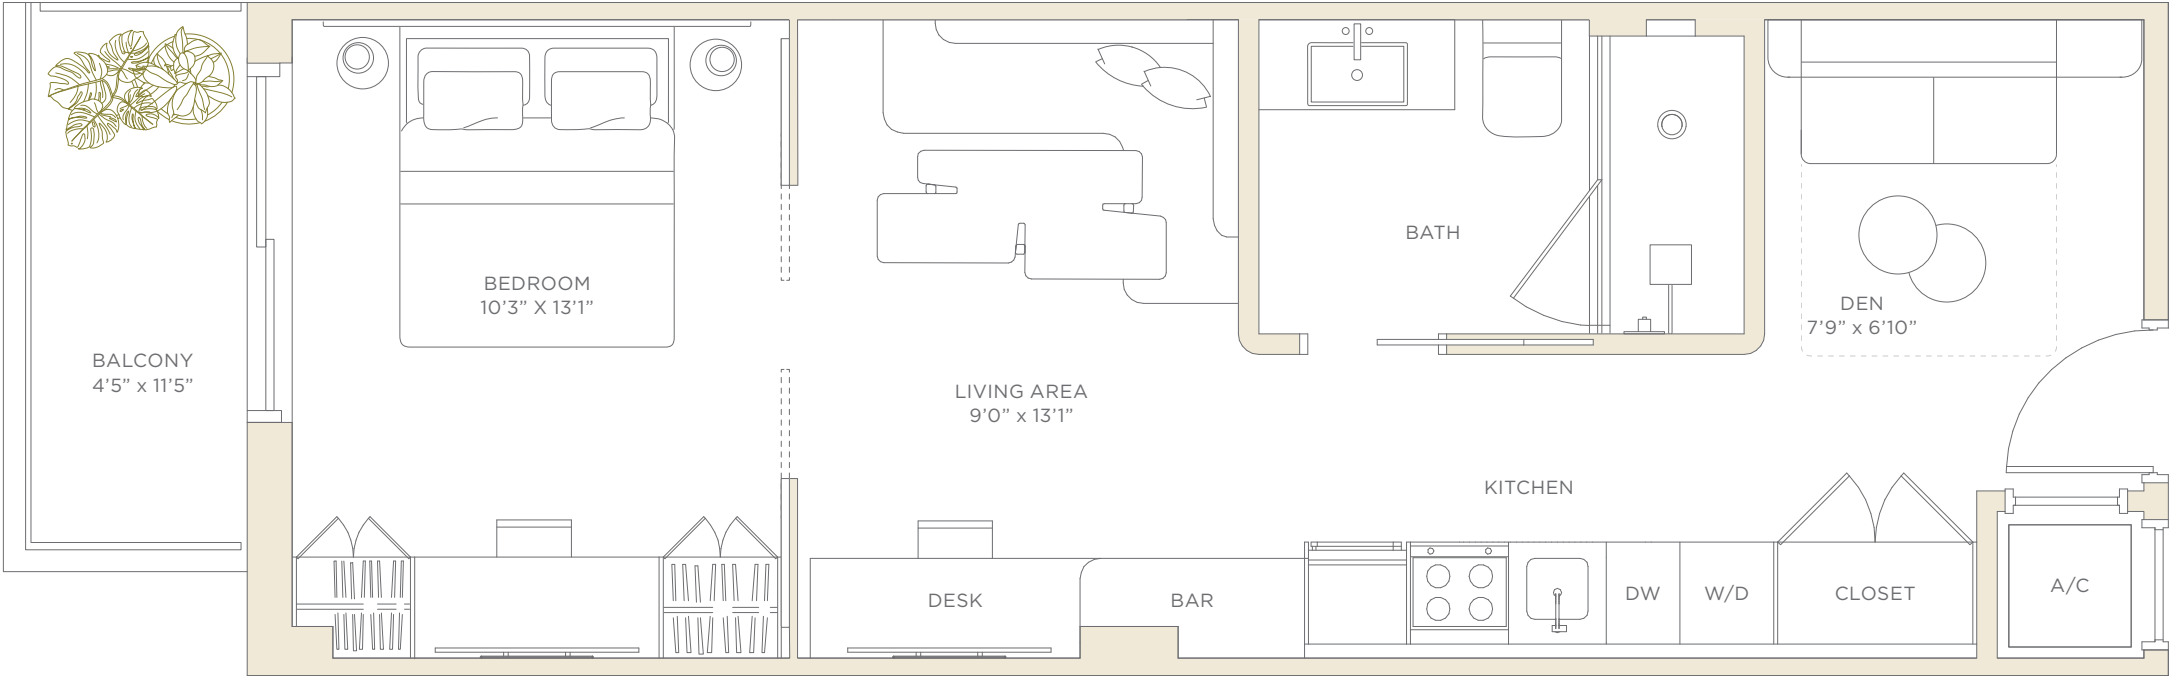 BALCONY
4’5” x 11’5”
BEDROOM
10’3” X 13’1”
LIVING AREA
9’0” x 13’1”
DESK
BAR
BATH
KITCHEN
DW
W/D
CLOSET
DEN
7’9” x 6’10”
A/C